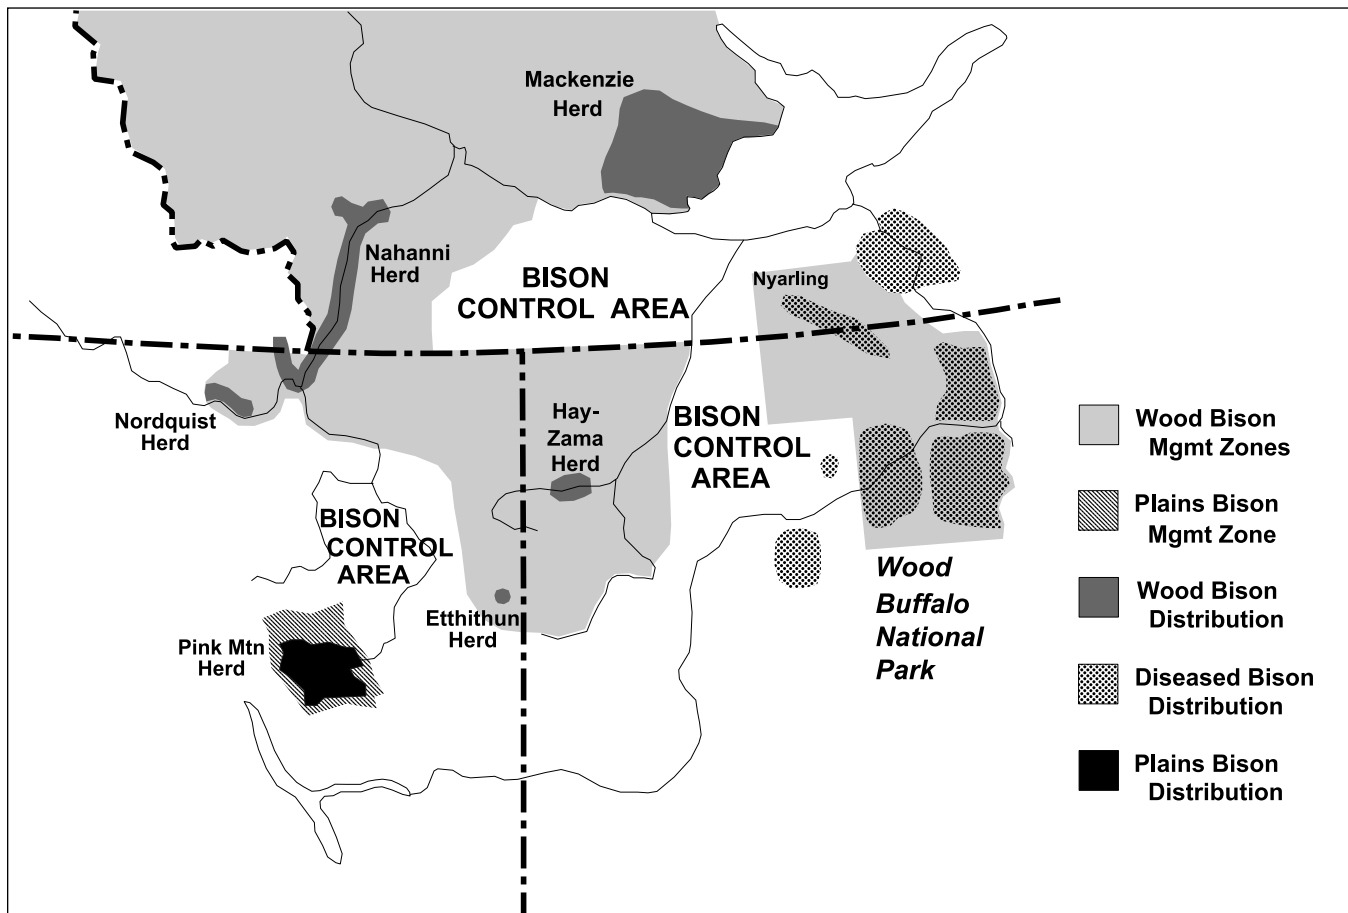 Mackenzie
Herd
Nahanni
Herd
BISON
CONTROL AREA
Nyarling
Nordquist
Herd
Hay-
Zama
Herd
BISON
CONTROL
AREA
BISON
CONTROL
AREA
Etthithun
Herd
Pink Mtn
Herd
Wood
Buffalo
National
Park
Wood Bison
Mgmt Zones
Plains Bison
Mgmt Zone
Wood Bison
Distribution
Diseased Bison
Distribution
Plains Bison
Distribution